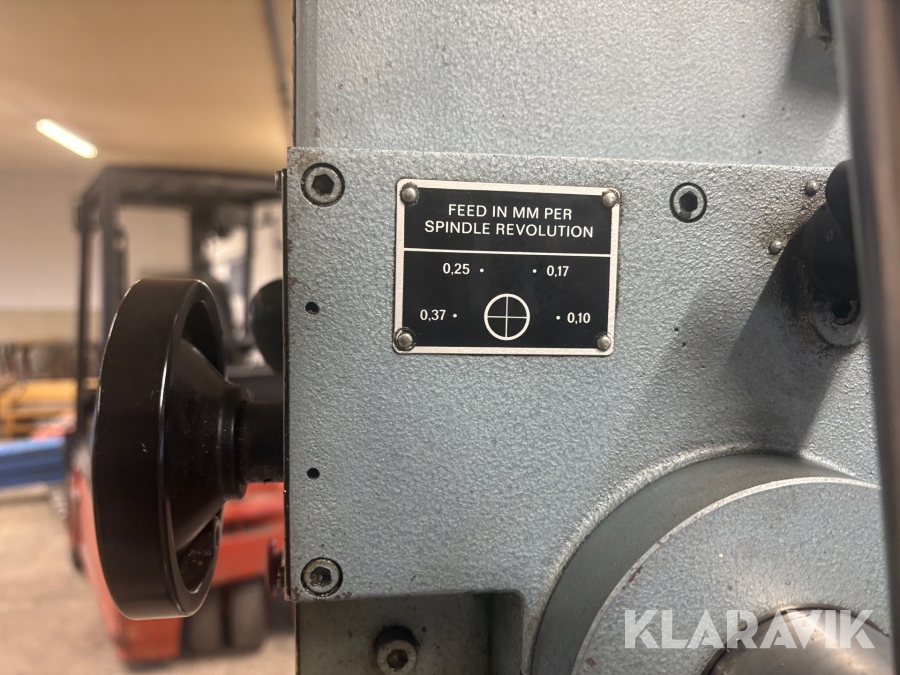 FEED IN MM PER
SPINDLE REVOLUTION
0,25 • • 0,17
0,37 • • 0,10
KLARAVIK